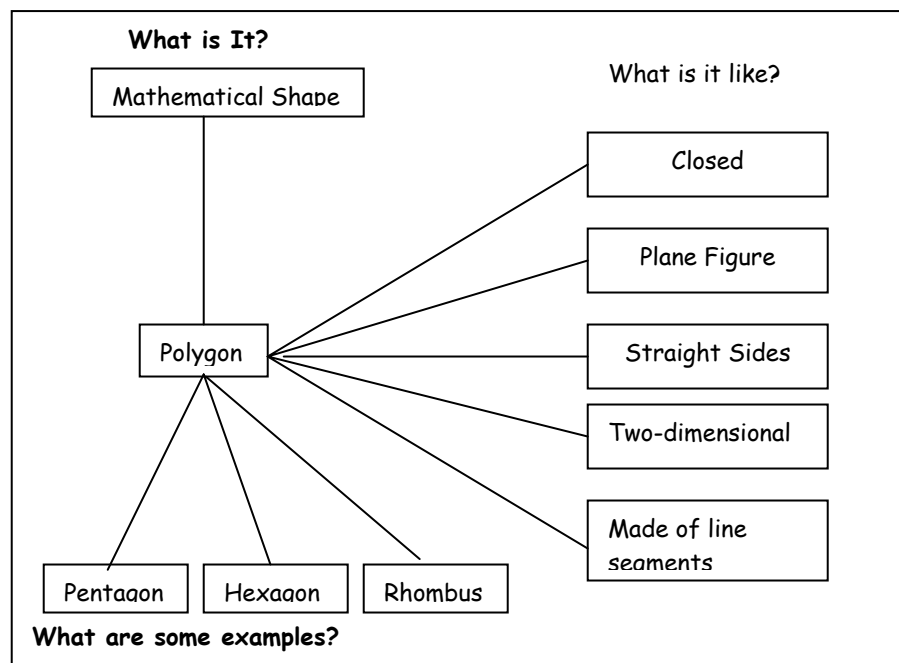 What is It?
Mathematical Shape
What is it like?
Closed
Plane Figure
Polygon
Straight Sides
Two-dimensional
Made of line
segments
Pentagon
Hexagon
Rhombus
What are some examples?